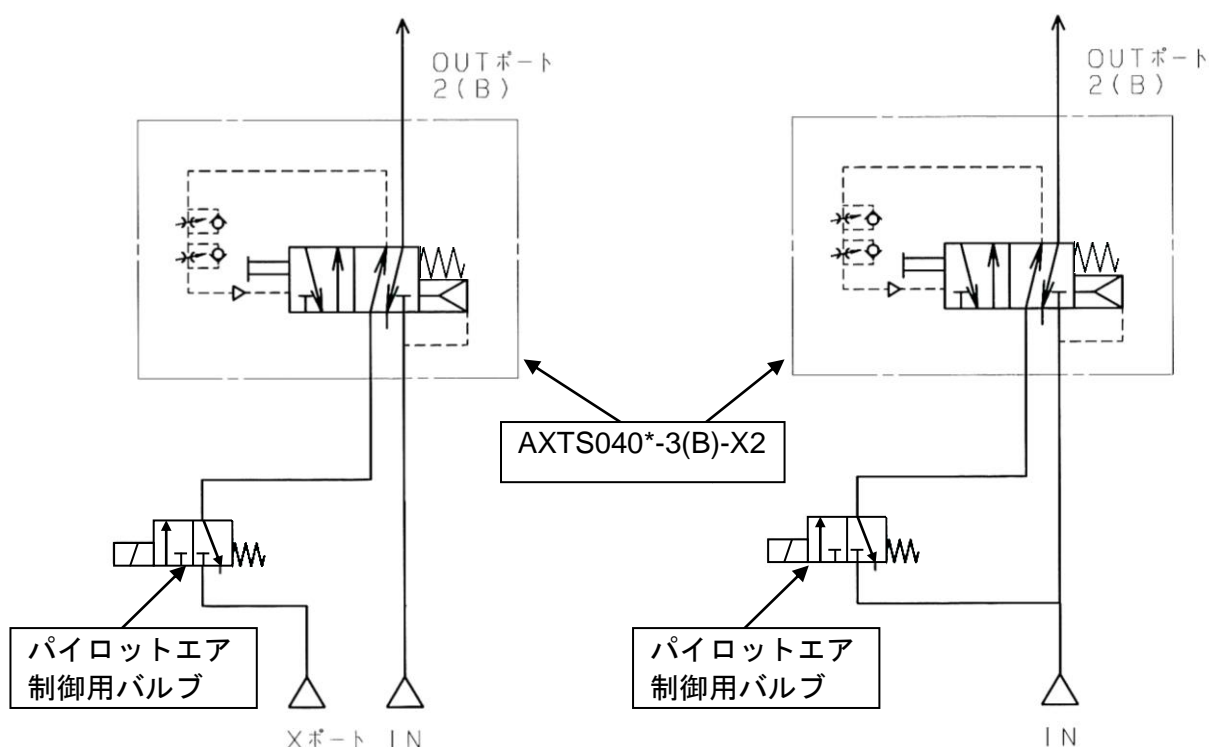 OUTポート
2(B)
OUTポート
2(B)
AXTS040*-3(B)-X2
パイロットエア
制御用バルブ
パイロットエア
制御用バルブ
Xポート IN
IN